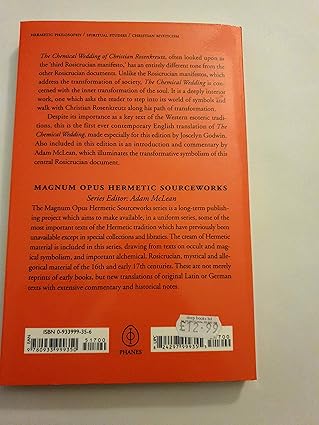 HERMETIC PHILOSOPHY / SPIRITUAL STUDIES / CHRISTIAN MYSTICISM
The Chemical Wedding of Christian Rosenkreutz, often looked upon
as the 'third Rosicrucian manifesto,' has an entirely different tone from the
other Rosicrucian documents. Unlike the Rosicrucian manifestos, which
address the transformation of society, The Chemical Wedding is con-
cerned with the inner transformation of the soul. It is a deeply interior
work, one which asks the reader to step into its world of symbols and
walk with Christian Rosenkreutz along his path of transformation.
Despite its importance as a key text of the Western esoteric tradi-
tions, this is the first ever contemporary English translation of The
Chemical Wedding, made especially for this edition by Joscelyn Godwin.
Also included in this edition is an introduction and commentary by
Adam McLean, which illuminates the transformative symbolism of this
central Rosicrucian document.
MAGNUM OPUS HERMETIC SOURCEWORKS
Series Editor: Adam McLean
The Magnum Opus Hermetic Sourceworks series is a long-term publish-
ing project which aims to make available, in a uniform series, some of the
most important texts of the Hermetic tradition which have previously been
unavailable except in special collections and libraries. The cream of Hermetic
material is included in this series, drawing from texts on occult and mag-
ical symbolism, and important alchemical, Rosicrucian, mystical and alle-
gorical material of the 16th and early 17th centuries. These are not merely
reprints of early books, but new translations of original Latin or German
texts with extensive commentary and historical notes.
ISBN 0-933999-35-6
51700
EAN
9 780933 999350
PHANES
deep books ltd
£12.99